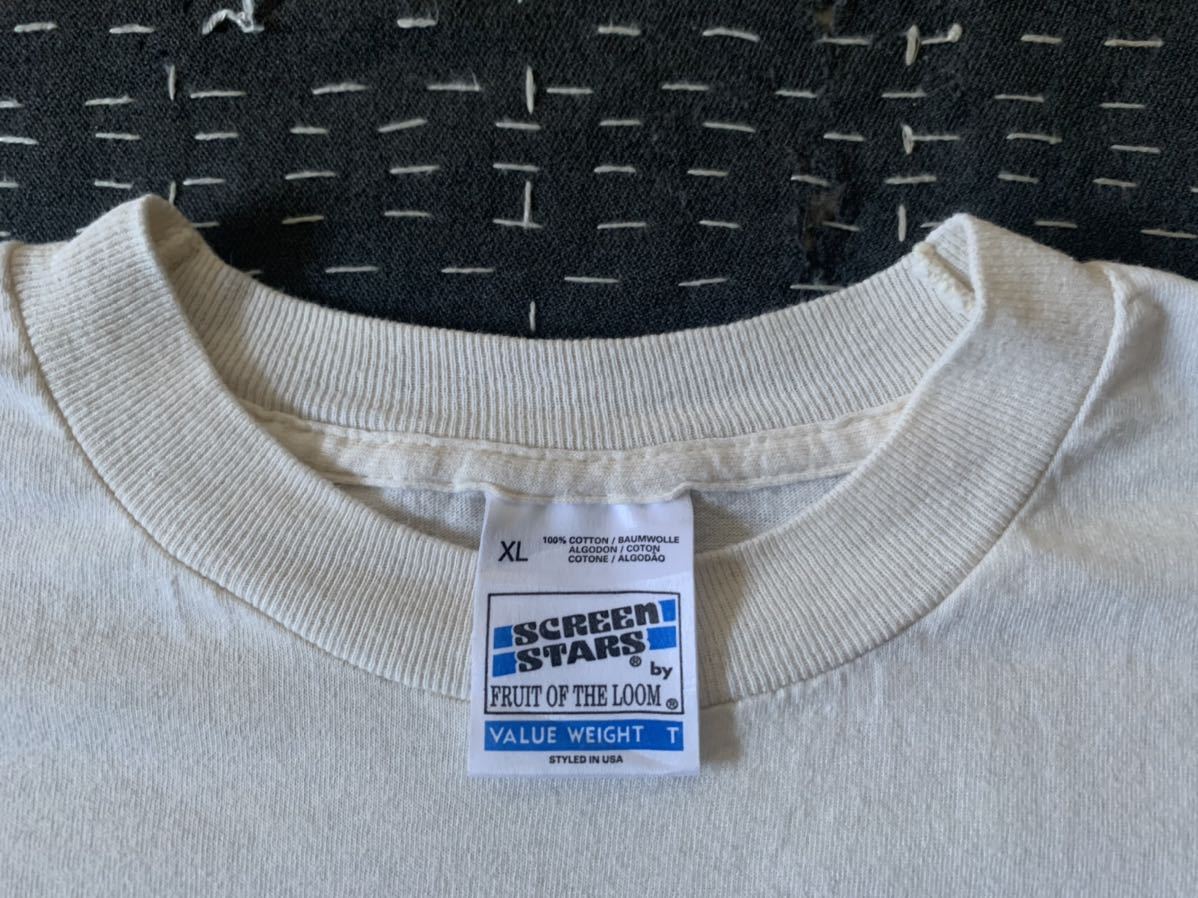 XL
100% COTTON / BAUMWOLLE
ALGODON / COTON
COTONE / ALGODÃO
SCREEN
STARS®
by
FRUIT OF THE LOOM®
VALUE WEIGHT T
STYLED IN USA